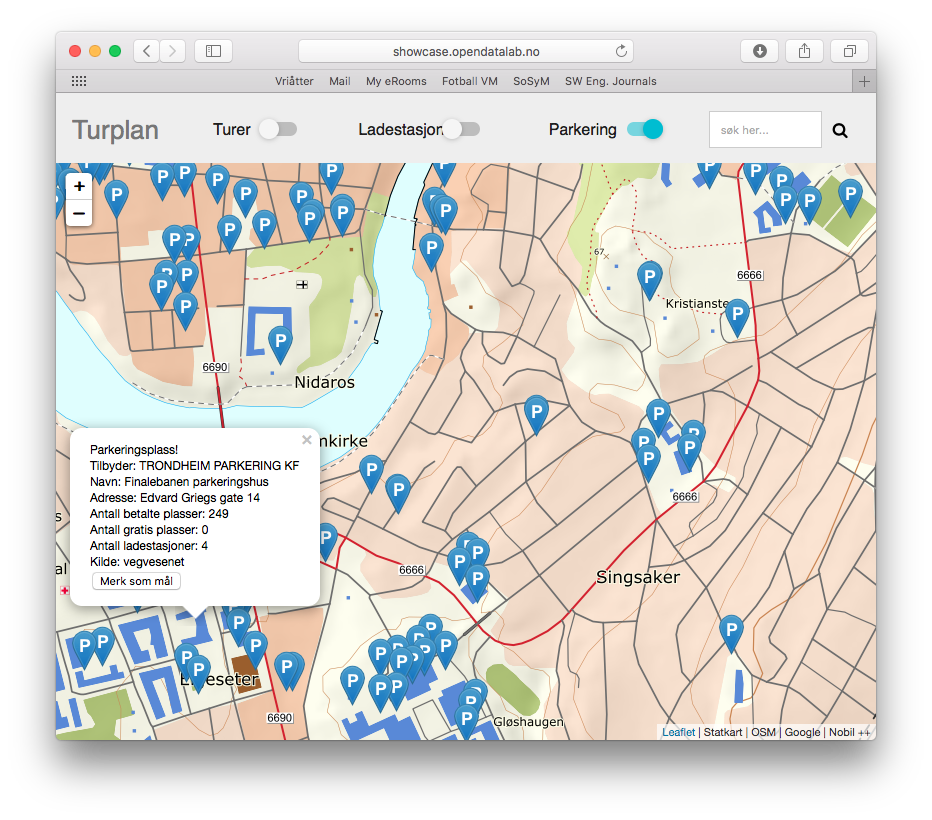 showcase.opendatalab.no
Vriåtter Mail My eRooms Fotball VM SoSyM SW Eng. Journals
+
Turplan
Turer
Ladestasjon
Parkering
søk her...
+
−
67
6666
Kristianste
6690
Nidaros
mkirke
×
Parkeringsplass!
Tilbyder: TRONDHEIM PARKERING KF
Navn: Finalebanen parkeringshus
Adresse: Edvard Griegs gate 14
Antall betalte plasser: 249
Antall gratis plasser: 0
Antall ladestasjoner: 4
Kilde: vegvesenet
Merk som mål
6666
6666
Singsaker
eseter
6690
Gløshaugen
Leaflet | Statkart | OSM | Google | Nobil ++